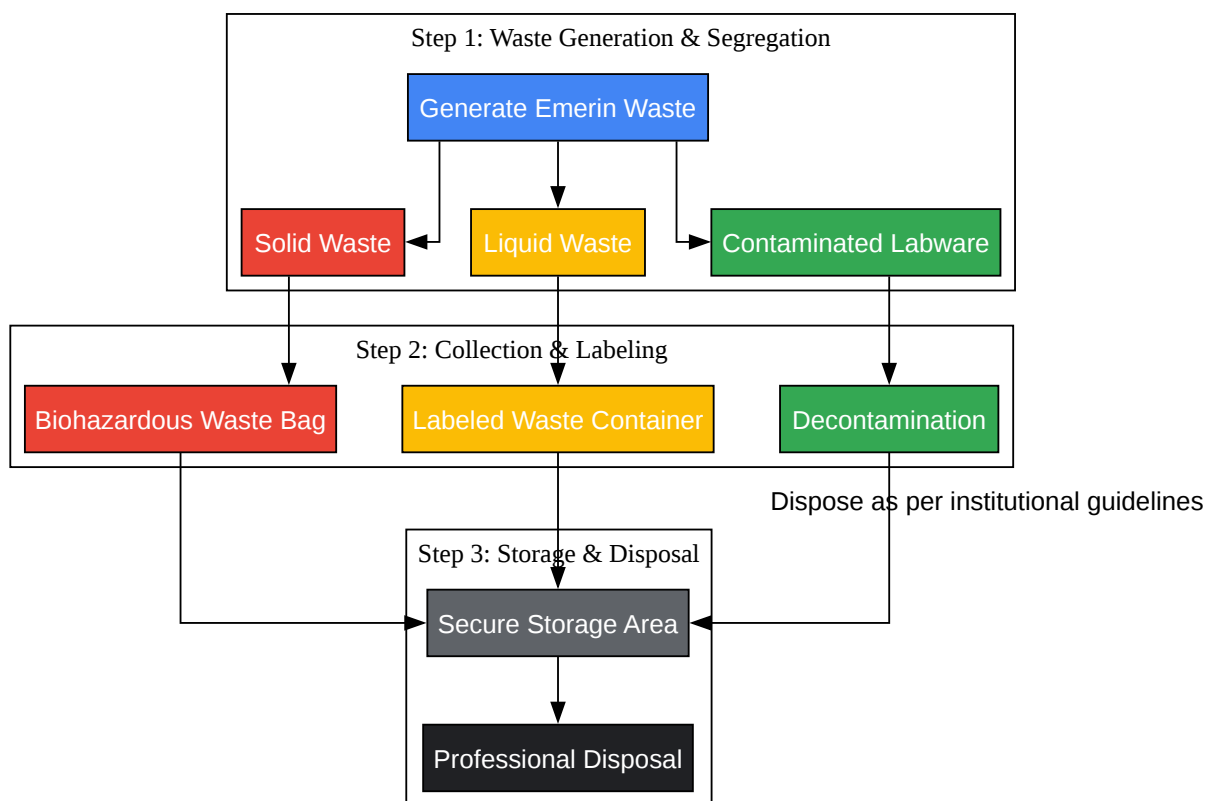 Step 1: Waste Generation & Segregation
Generate Emerin Waste
Solid Waste
Liquid Waste
Contaminated Labware
Step 2: Collection & Labeling
Biohazardous Waste Bag
Labeled Waste Container
Decontamination
Dispose as per institutional guidelines
Step 3: Storage & Disposal
Secure Storage Area
Professional Disposal